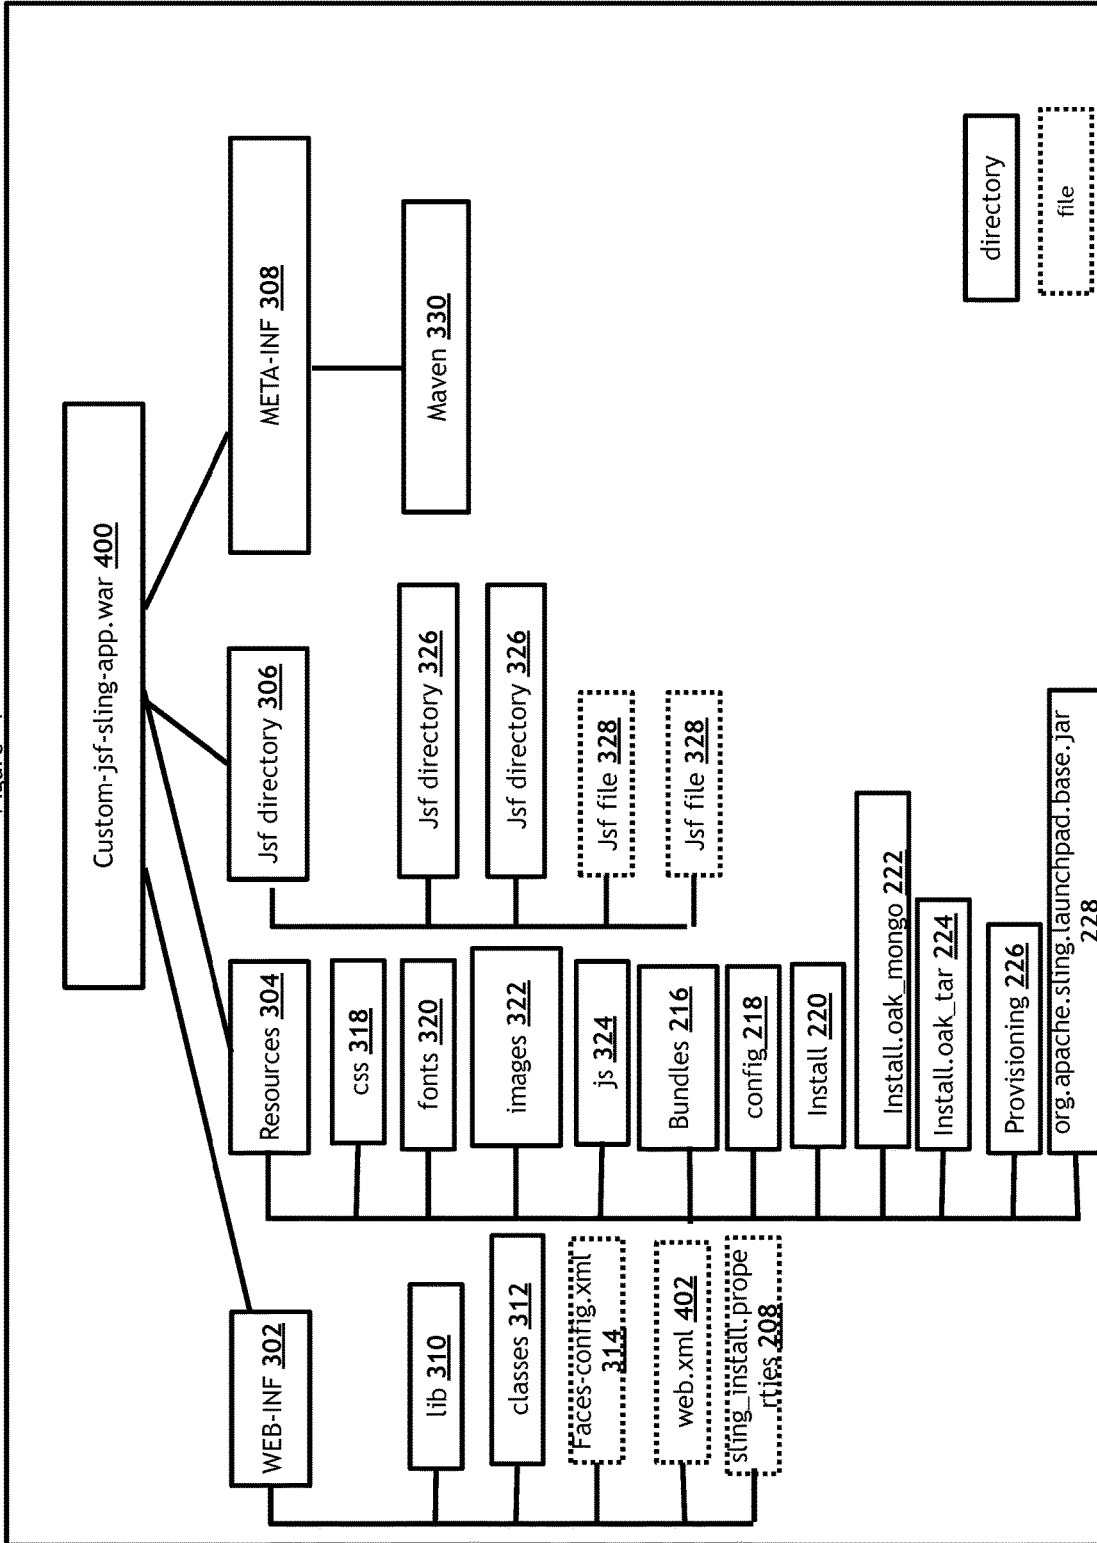 Custom-jsf-sling-app.war 400
WEB-INF 302
Resources 304
Jsf directory 306
META-INF 308
lib 310
classes 312
Faces-config.xml
314
web.xml 402
sling_install.prope
rties 208
css 318
fonts 320
images 322
js 324
Bundles 216
config 218
Install 220
Install.oak_mongo 222
Install.oak_tar 224
Provisioning 226
org.apache.sling.launchpad.base.jar
228
Jsf directory 326
Jsf directory 326
Jsf file 328
Jsf file 328
Maven 330
directory
file